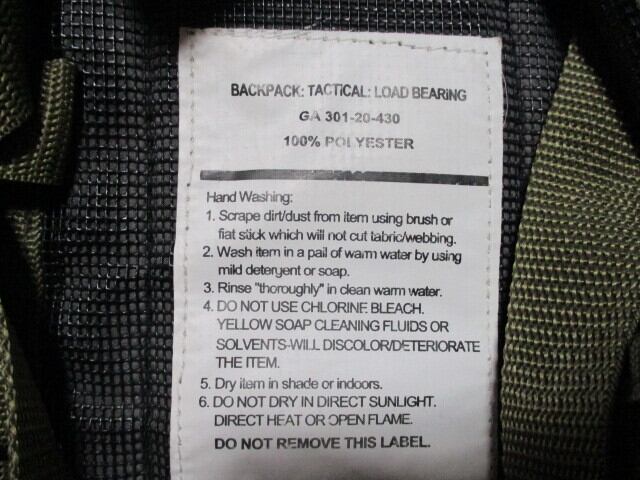 BACKPACK: TACTICAL: LOAD BEARING
GA 301-20-430
100% POLYESTER
Hand Washing:
1. Scrape dirt/dust from item using brush or
flat stick which will not cut fabric/webbing.
2. Wash item in a pail of warm water by using
mild detergent or soap.
3. Rinse "thoroughly" in clean warm water.
4. DO NOT USE CHLORINE BLEACH.
YELLOW SOAP CLEANING FLUIDS OR
SOLVENTS-WILL DISCOLOR/DETERIORATE
THE ITEM.
5. Dry item in shade or indoors.
6. DO NOT DRY IN DIRECT SUNLIGHT.
DIRECT HEAT OR OPEN FLAME.
DO NOT REMOVE THIS LABEL.